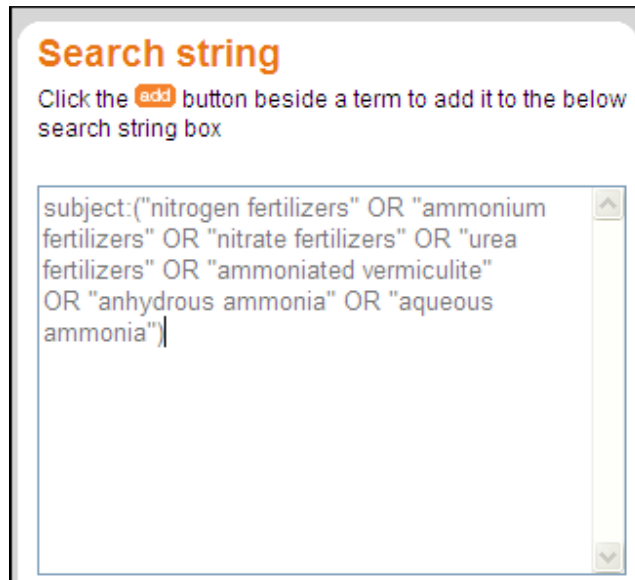 Search string
Click the add button beside a term to add it to the below
search string box
subject:("nitrogen fertilizers" OR "ammonium
fertilizers" OR "nitrate fertilizers" OR "urea
fertilizers" OR "ammoniated vermiculite"
OR "anhydrous ammonia" OR "aqueous
ammonia")